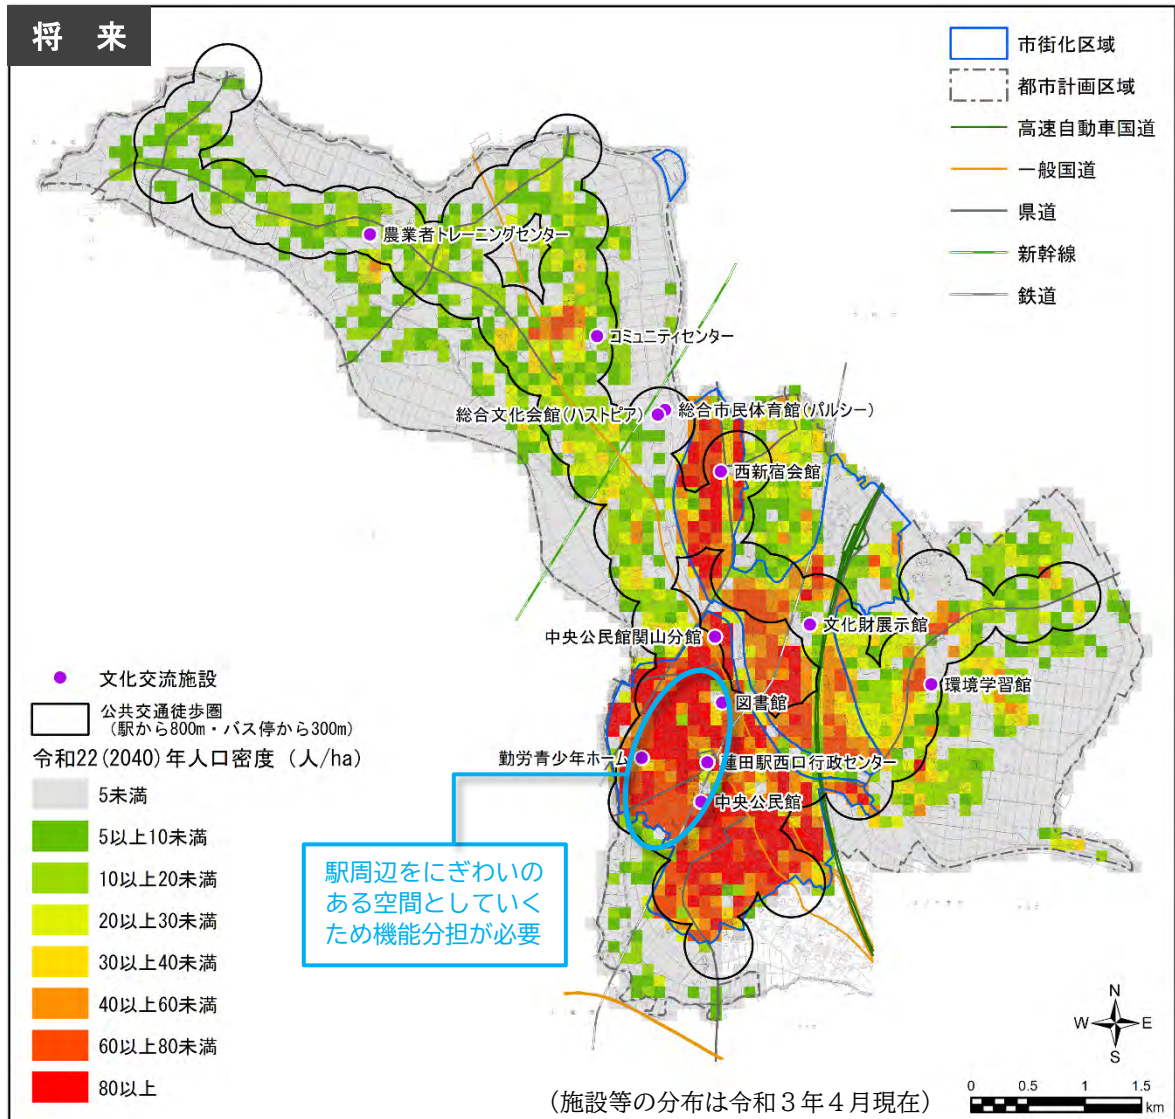 将 来
市街化区域
都市計画区域
高速自動車国道
一般国道
県道
新幹線
鉄道
農業者トレーニングセンター
コミュニティセンター
総合文化会館(ハストピア)
総合市民体育館(パルシー)
西新宿会館
中央公民館関山分館
文化財展示館
環境学習館
図書館
勤労青少年ホーム
蓮田駅西口行政センター
中央公民館
文化交流施設
公共交通徒歩圏
(駅から800m・バス停から300m)
令和22(2040)年人口密度(人/ha)
5未満
5以上10未満
10以上20未満
20以上30未満
30以上40未満
40以上60未満
60以上80未満
80以上
駅周辺をにぎわいの
ある空間としていく
ため機能分担が必要
N
W E
S
0 0.5 1 1.5
km
(施設等の分布は令和3年4月現在)